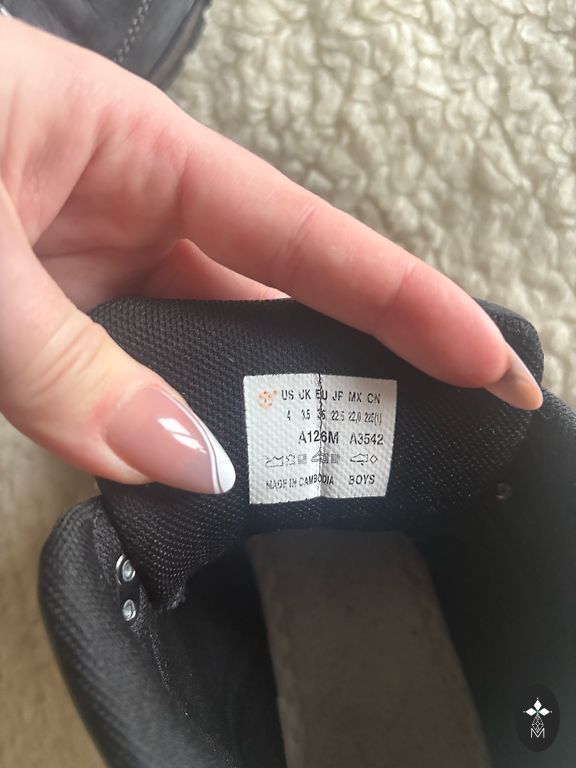 US UK EU JP MX CN
4 3.5 36 22.5 22.0 225(1)
A126M A3542
MADE IN CAMBODIA BOYS
M